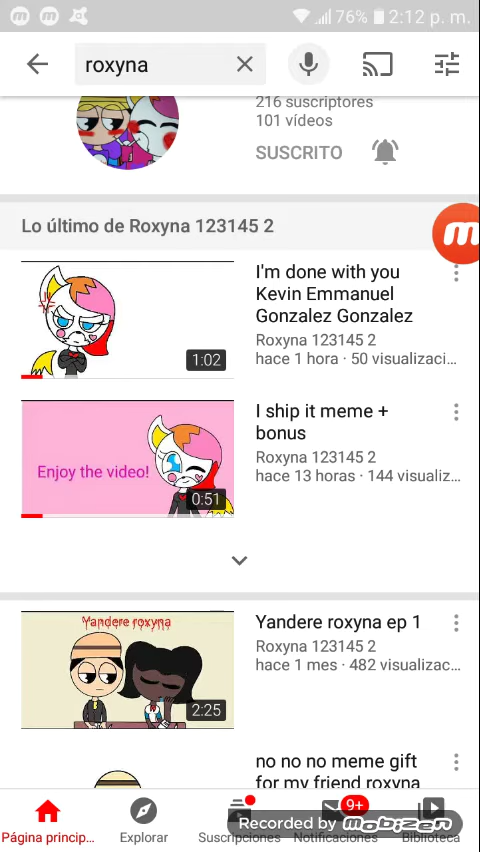 76% 2:12 p. m.
roxyna
216 suscriptores
101 vídeos
SUSCRITO
Lo último de Roxyna 123145 2
m
I'm done with you
Kevin Emmanuel
Gonzalez Gonzalez
Roxyna 123145 2
hace 1 hora · 50 visualizaci...
1:02
I ship it meme +
bonus
Roxyna 123145 2
hace 13 horas · 144 visualiz...
Enjoy the video!
0:51
Yandere roxyna
2:25
Yandere roxyna ep 1
Roxyna 123145 2
hace 1 mes · 482 visualizac...
no no no meme gift
for my friend roxyna
9+
Página princip... Explorar Suscripciones Notificaciones Biblioteca
Recorded by mobizen